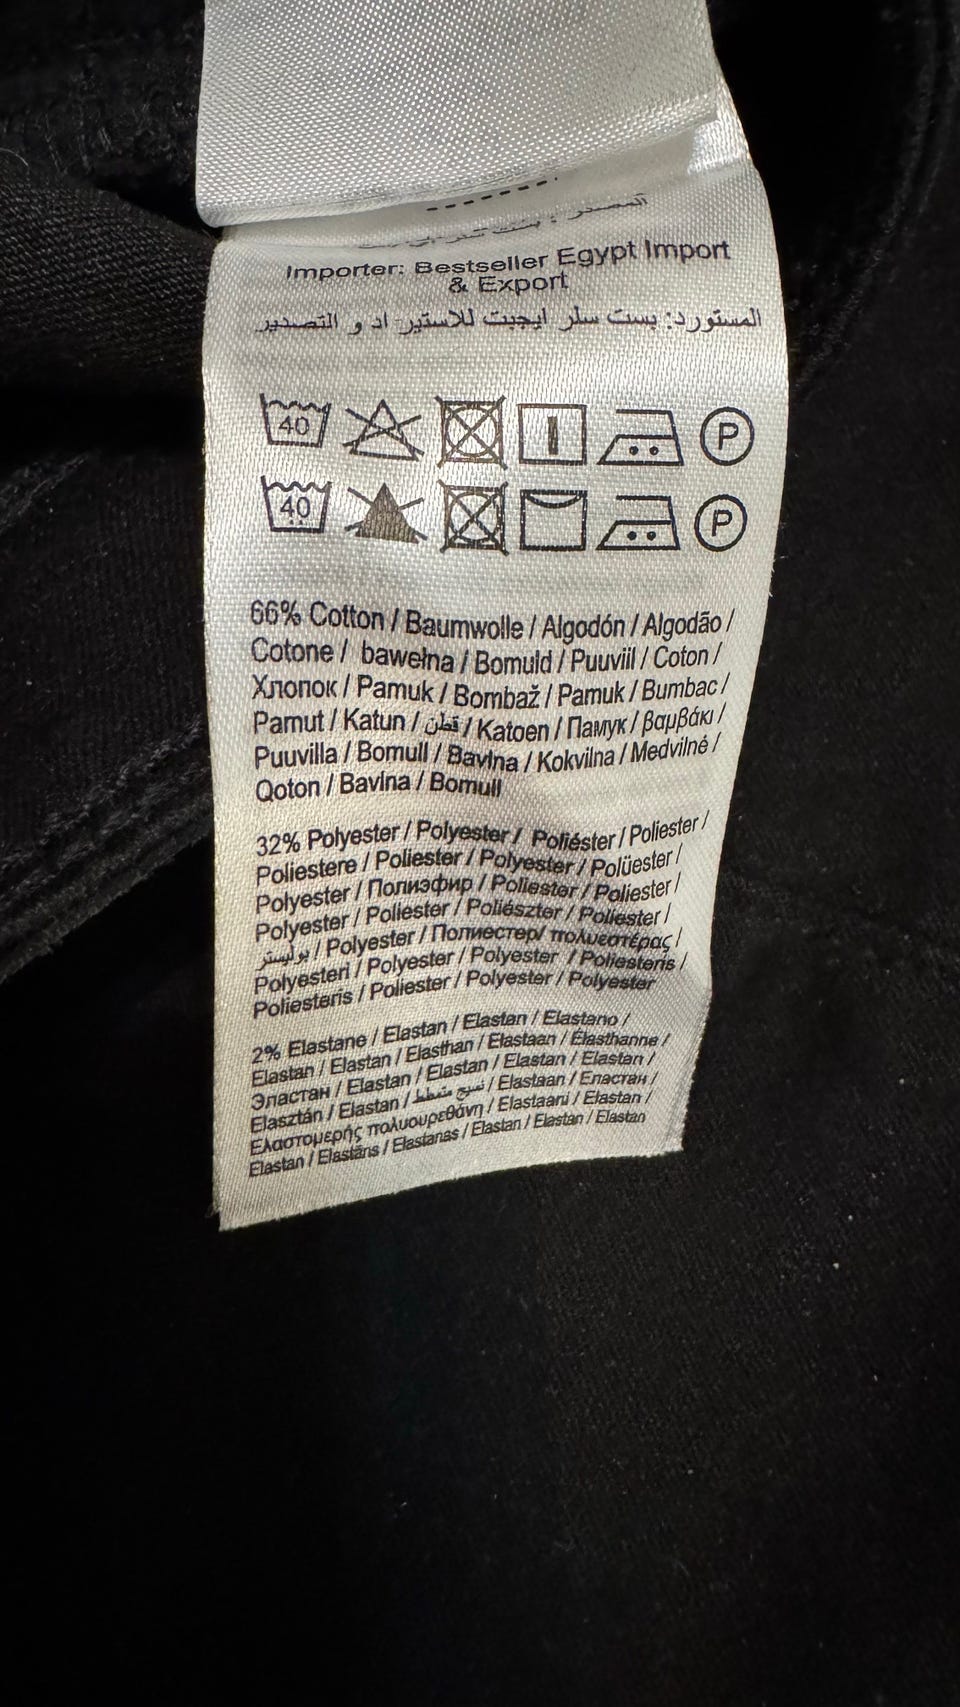 المصدر :
Importer: Bestseller Egypt Import
& Export
المستورد: بست سلر ايجبت للاستير اد و التصدير
40 P
40 P
66% Cotton / Baumwolle / Algodón / Algodão /
Cotone / bawełna / Bomuld / Puuviil / Coton /
Хлопок / Pamuk / Bombaž / Pamuk / Bumbac /
Pamut / Katun / قطن / Katoen / Памук / βαμβάκι /
Puuvilla / Bomull / Bavlna / Kokvilna / Medvilnė /
Qoton / Bavlna / Bomull
32% Polyester / Polyester / Poliéster / Poliester /
Poliestere / Poliester / Polyester / Polüester /
Polyester / Полиэфир / Poliester / Poliester /
Polyester / Poliester / Poliészter / Poliester /
بوليستر / Polyester / Полиестер/ πολυεστέρας /
Polyesteri / Polyester / Polyester / Poliesteris /
Poliesteris / Poliester / Polyester / Polyester
2% Elastane / Elastan / Elastan / Elastano /
Elastan / Elastan / Elasthan / Elastaan / Élasthanne /
Эластан / Elastan / Elastan / Elastan / Elastan /
Elasztán / Elastan / نسيج متمطط / Elastaan / Еластан /
Ελαστομερής πολυουρεθάνη / Elastaani / Elastan /
Elastan / Elastāns / Elastanas / Elastan / Elastan / Elastan